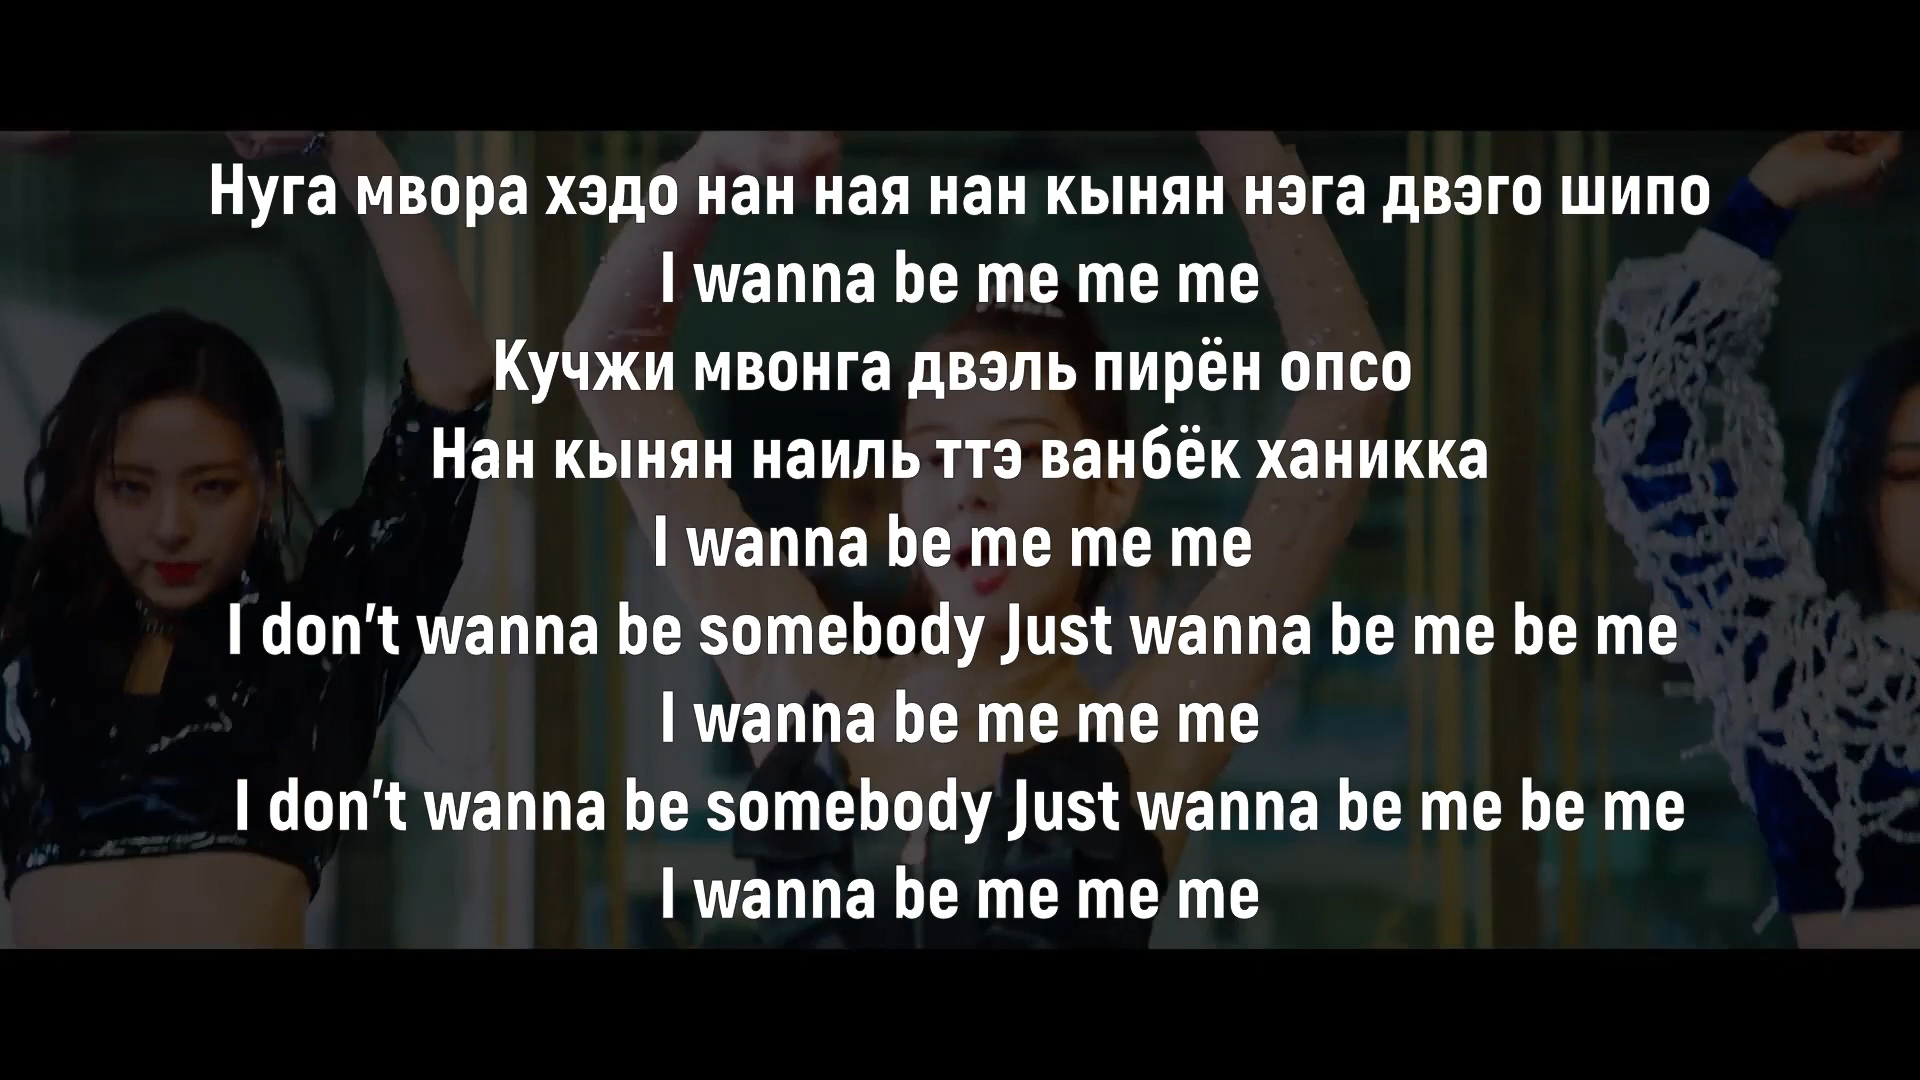 Нуга мвора хэдо нан ная нан кынян нэга двэго шипо
I wanna be me me me
Кучжи мвонга двэль пирён опсо
Нан кынян наиль ттэ ванбёк ханикка
I wanna be me me me
I don't wanna be somebody Just wanna be me be me
I wanna be me me me
I don't wanna be somebody Just wanna be me be me
I wanna be me me me